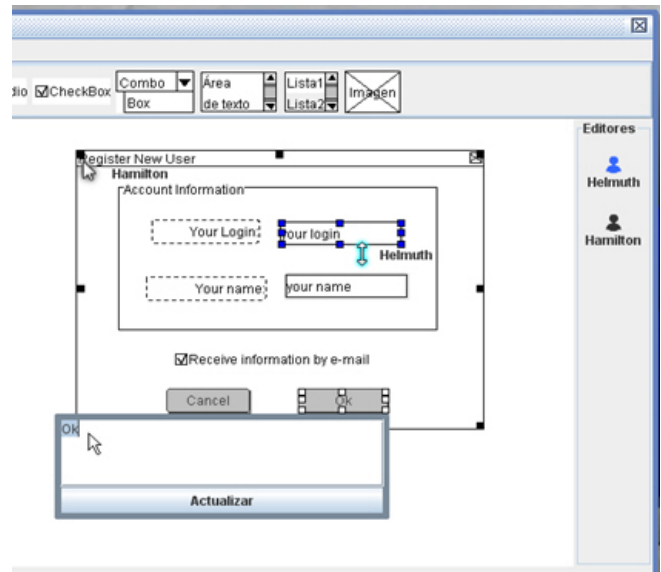 dio CheckBox Combo Box Área de texto Lista1 Lista2 Imagen
Editores
Helmuth
Hamilton
Register New User
Hamilton
Account Information
Your Login: your login
Helmuth
Your name: your name
Receive information by e-mail
Cancel Ok
Ok
Actualizar